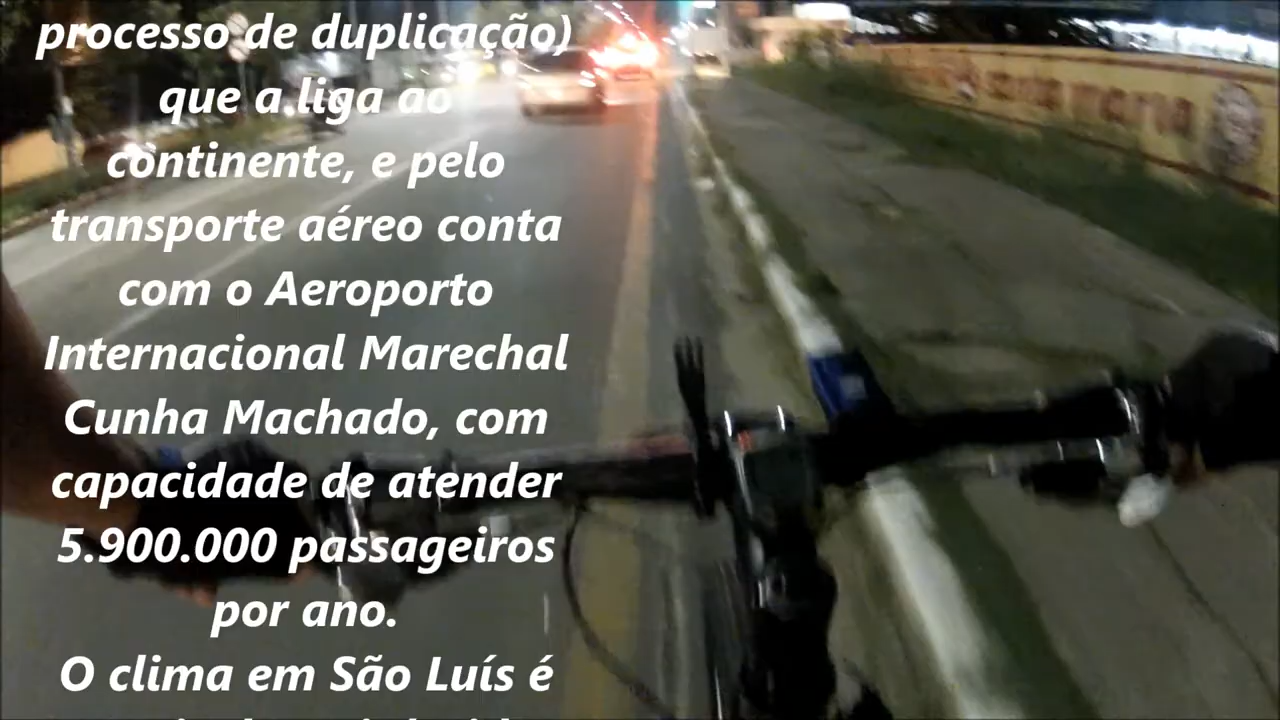 processo de duplicação)
que a liga ao
continente, e pelo
transporte aéreo conta
com o Aeroporto
Internacional Marechal
Cunha Machado, com
capacidade de atender
5.900.000 passageiros
por ano.
O clima em São Luís é